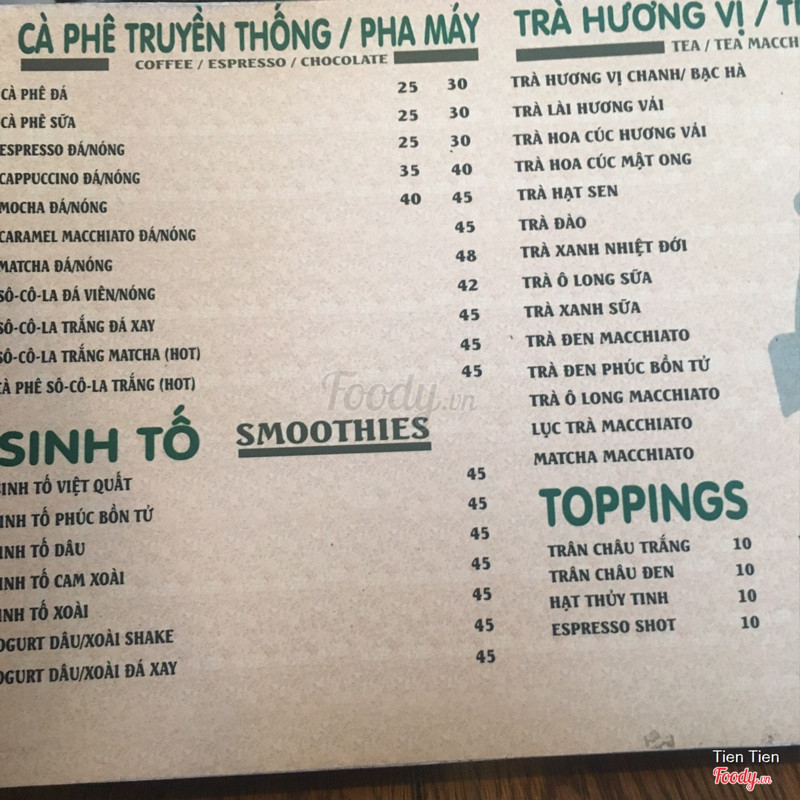 CÀ PHÊ TRUYỀN THỐNG / PHA MÁY
COFFEE / ESPRESSO / CHOCOLATE
CÀ PHÊ ĐÁ 25 30
CÀ PHÊ SỮA 25 30
ESPRESSO ĐÁ/NÓNG 25 30
CAPPUCCINO ĐÁ/NÓNG 35 40
MOCHA ĐÁ/NÓNG 40 45
CARAMEL MACCHIATO ĐÁ/NÓNG 45
MATCHA ĐÁ/NÓNG 48
SÔ-CÔ-LA ĐÁ VIÊN/NÓNG 42
SÔ-CÔ-LA TRẮNG ĐÁ XAY 45
SÔ-CÔ-LA TRẮNG MATCHA (HOT) 45
CÀ PHÊ SÔ-CÔ-LA TRẮNG (HOT) 45
SINH TỐ SMOOTHIES
SINH TỐ VIỆT QUẤT 45
INH TỐ PHÚC BỒN TỬ 45
INH TỐ DÂU 45
INH TỐ CAM XOÀI 45
INH TỐ XOÀI 45
OGURT DÂU/XOÀI SHAKE 45
OGURT DÂU/XOÀI ĐÁ XAY 45
TRÀ HƯƠNG VỊ /
TEA / TEA MACCH
TRÀ HƯƠNG VỊ CHANH/ BẠC HÀ
TRÀ LÀI HƯƠNG VẢI
TRÀ HOA CÚC HƯƠNG VẢI
TRÀ HOA CÚC MẬT ONG
TRÀ HẠT SEN
TRÀ ĐÀO
TRÀ XANH NHIỆT ĐỚI
TRÀ Ô LONG SỮA
TRÀ XANH SỮA
TRÀ ĐEN MACCHIATO
TRÀ ĐEN PHÚC BỒN TỬ
TRÀ Ô LONG MACCHIATO
LỤC TRÀ MACCHIATO
MATCHA MACCHIATO
TOPPINGS
TRÂN CHÂU TRẮNG 10
TRÂN CHÂU ĐEN 10
HẠT THỦY TINH 10
ESPRESSO SHOT 10
Foody.vn
Tien Tien
Foody.vn